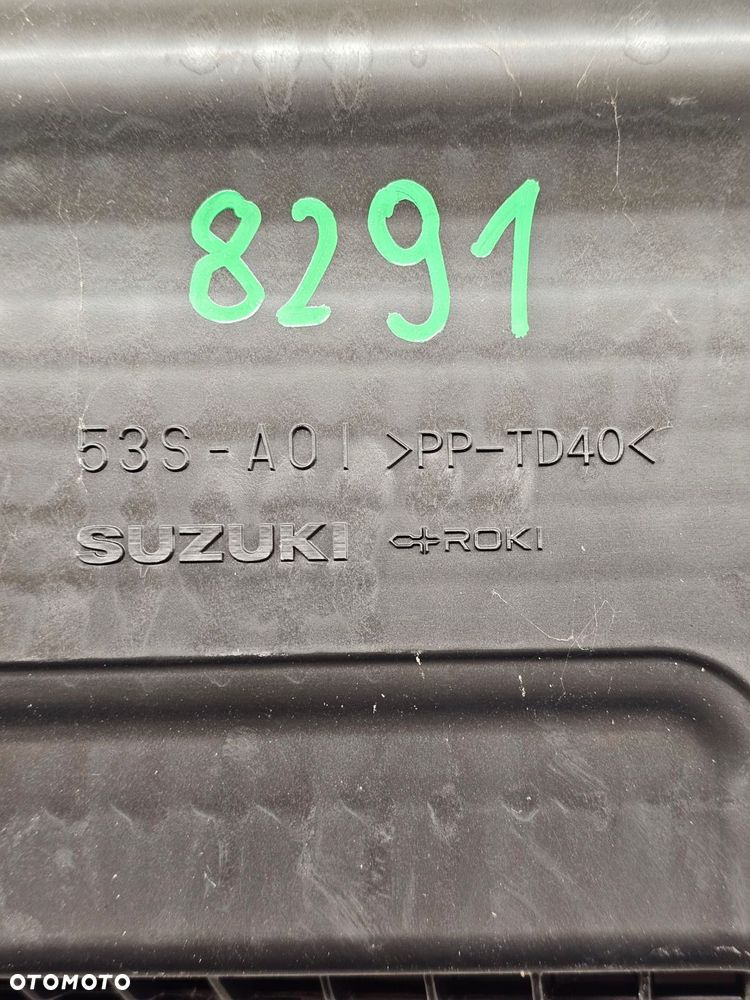 8291
53S-A01 >PP-TD40<
SUZUKI ROKI
OTOMOTO